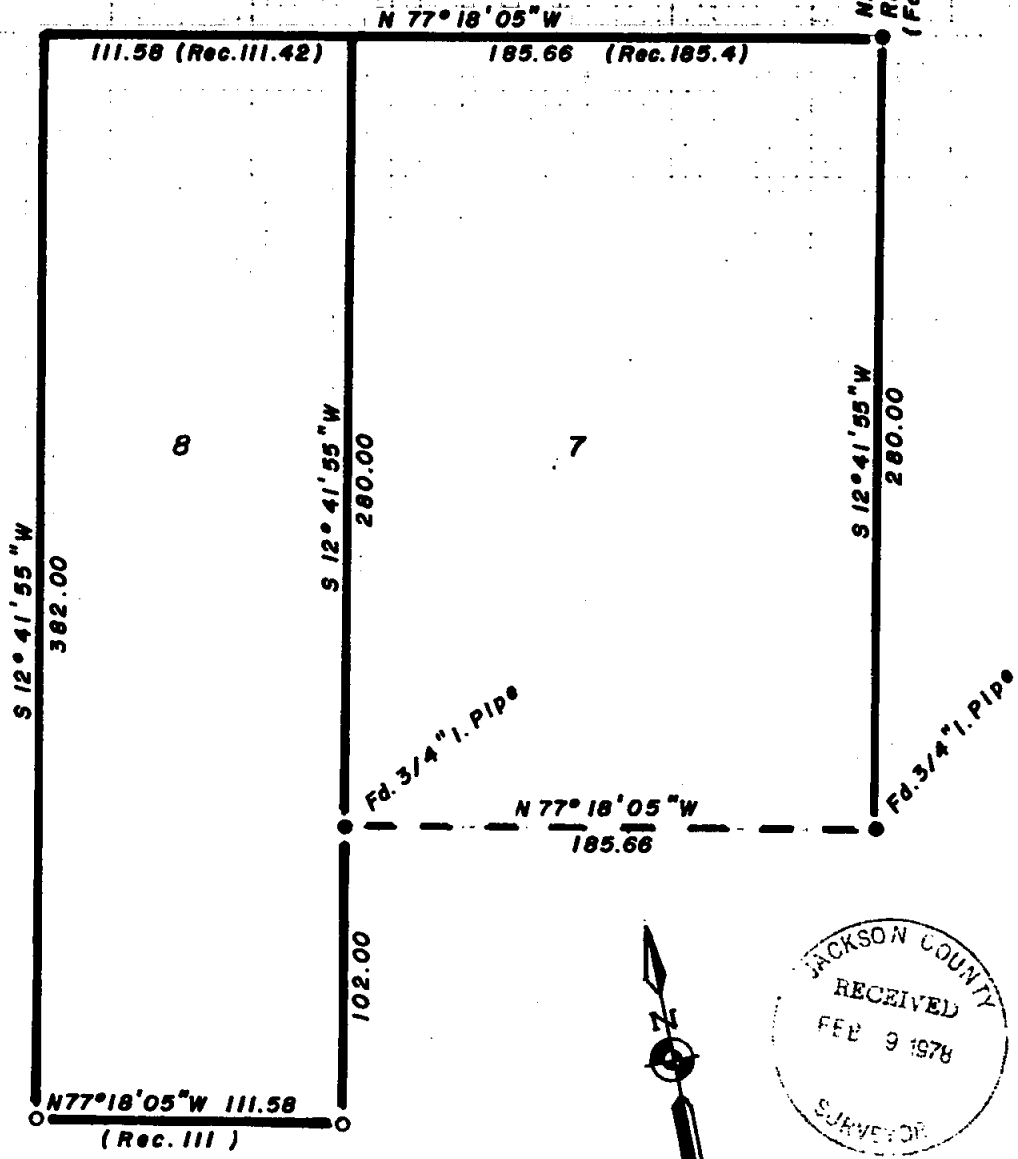 N 77° 18' 05" W
111.58 (Rec. 111.42)
185.66 (Rec. 185.4)
8
7
S 12° 41' 55" W
382.00
S 12° 41' 55" W
280.00
S 12° 41' 55" W
280.00
Fd. 3/4" I. Pipe
Fd. 3/4" I. Pipe
N 77° 18' 05" W
185.66
102.00
N77°18'05"W 111.58
(Rec. 111)
N
JACKSON COUNTY
RECEIVED
FEB 9 1978
SURVEYOR